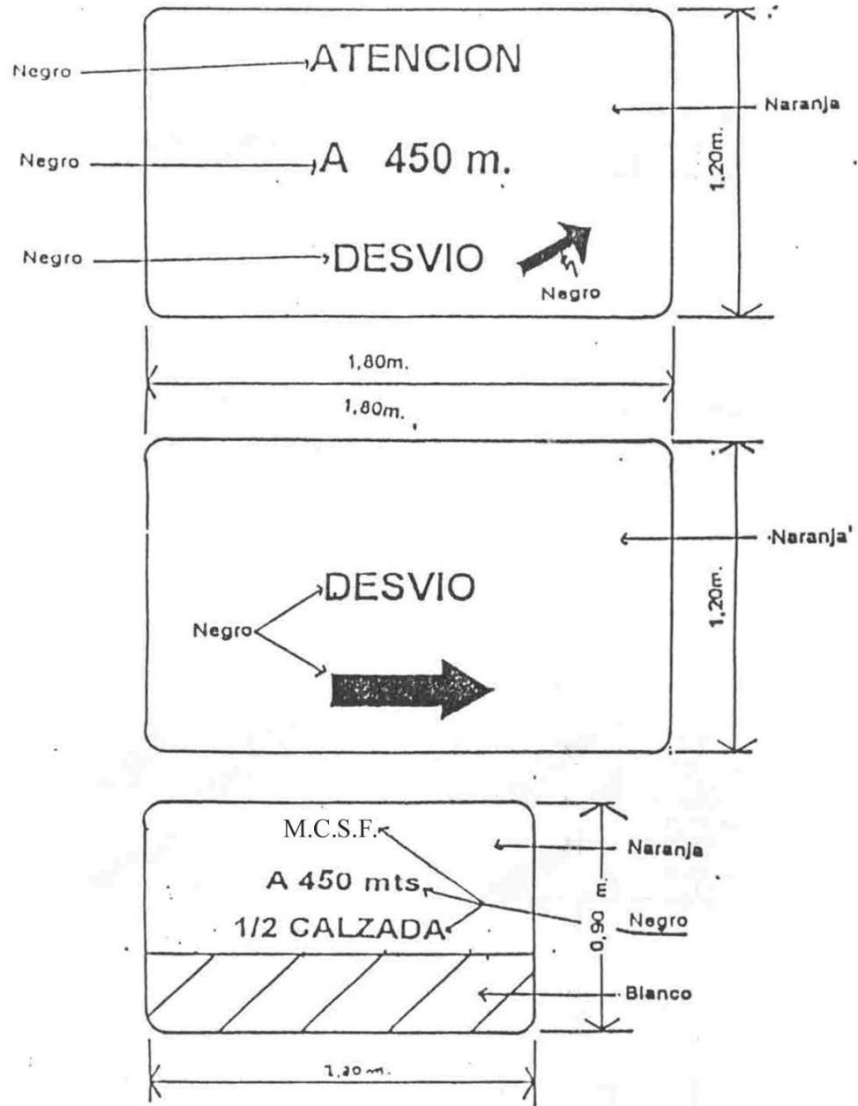 Negro ATENCION
Naranja
Negro A 450 m.
1,20m.
Negro DESVIO
Negro
1,80m.
1,80m.
Naranja
DESVIO
Negro
1,20m.
M.C.S.F.
Naranja
A 450 mts
0,90 m.
1/2 CALZADA
Negro
Blanco